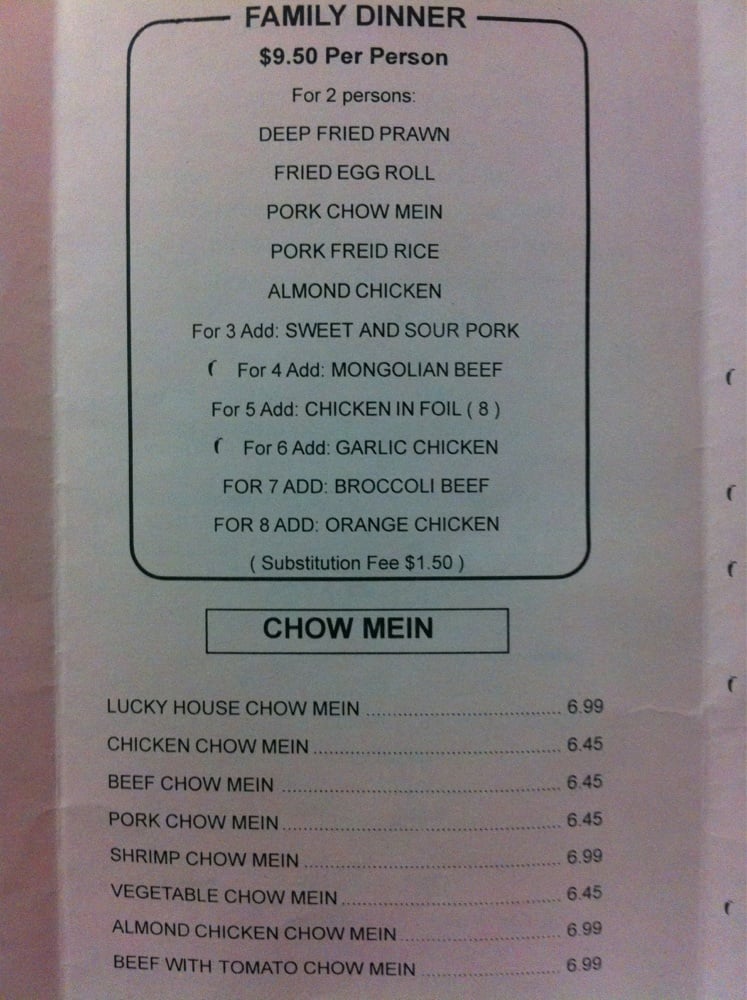 FAMILY DINNER
$9.50 Per Person
For 2 persons:
DEEP FRIED PRAWN
FRIED EGG ROLL
PORK CHOW MEIN
PORK FREID RICE
ALMOND CHICKEN
For 3 Add: SWEET AND SOUR PORK
For 4 Add: MONGOLIAN BEEF
For 5 Add: CHICKEN IN FOIL ( 8 )
For 6 Add: GARLIC CHICKEN
FOR 7 ADD: BROCCOLI BEEF
FOR 8 ADD: ORANGE CHICKEN
( Substitution Fee $1.50 )
CHOW MEIN
LUCKY HOUSE CHOW MEIN ........................ 6.99
CHICKEN CHOW MEIN ........................ 6.45
BEEF CHOW MEIN ........................ 6.45
PORK CHOW MEIN ........................ 6.45
SHRIMP CHOW MEIN ........................ 6.99
VEGETABLE CHOW MEIN ........................ 6.45
ALMOND CHICKEN CHOW MEIN ........................ 6.99
BEEF WITH TOMATO CHOW MEIN ........................ 6.99